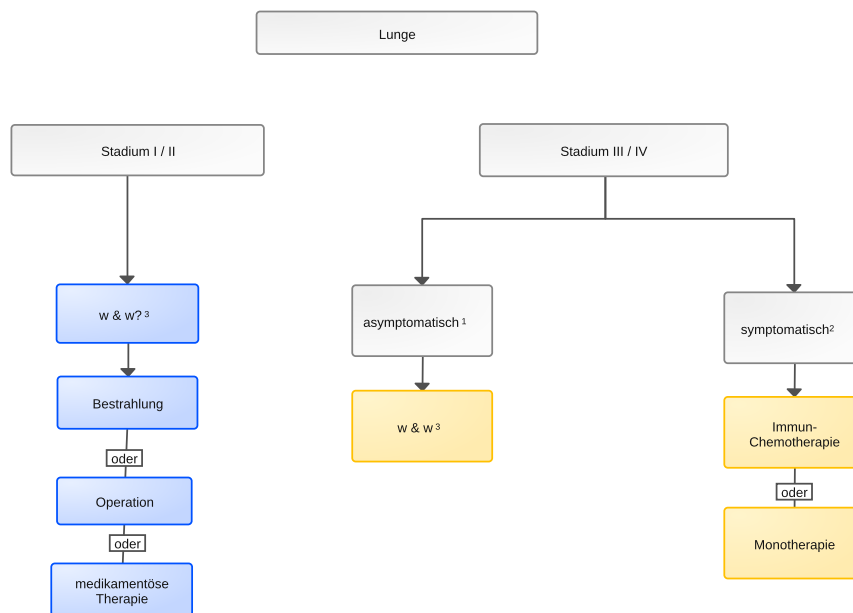 Lunge
Stadium I / II
Stadium III / IV
w & w? 3
asymptomatisch 1
symptomatisch2
Bestrahlung
w & w 3
Immun-
Chemotherapie
oder
oder
Operation
Monotherapie
oder
medikamentöse
Therapie